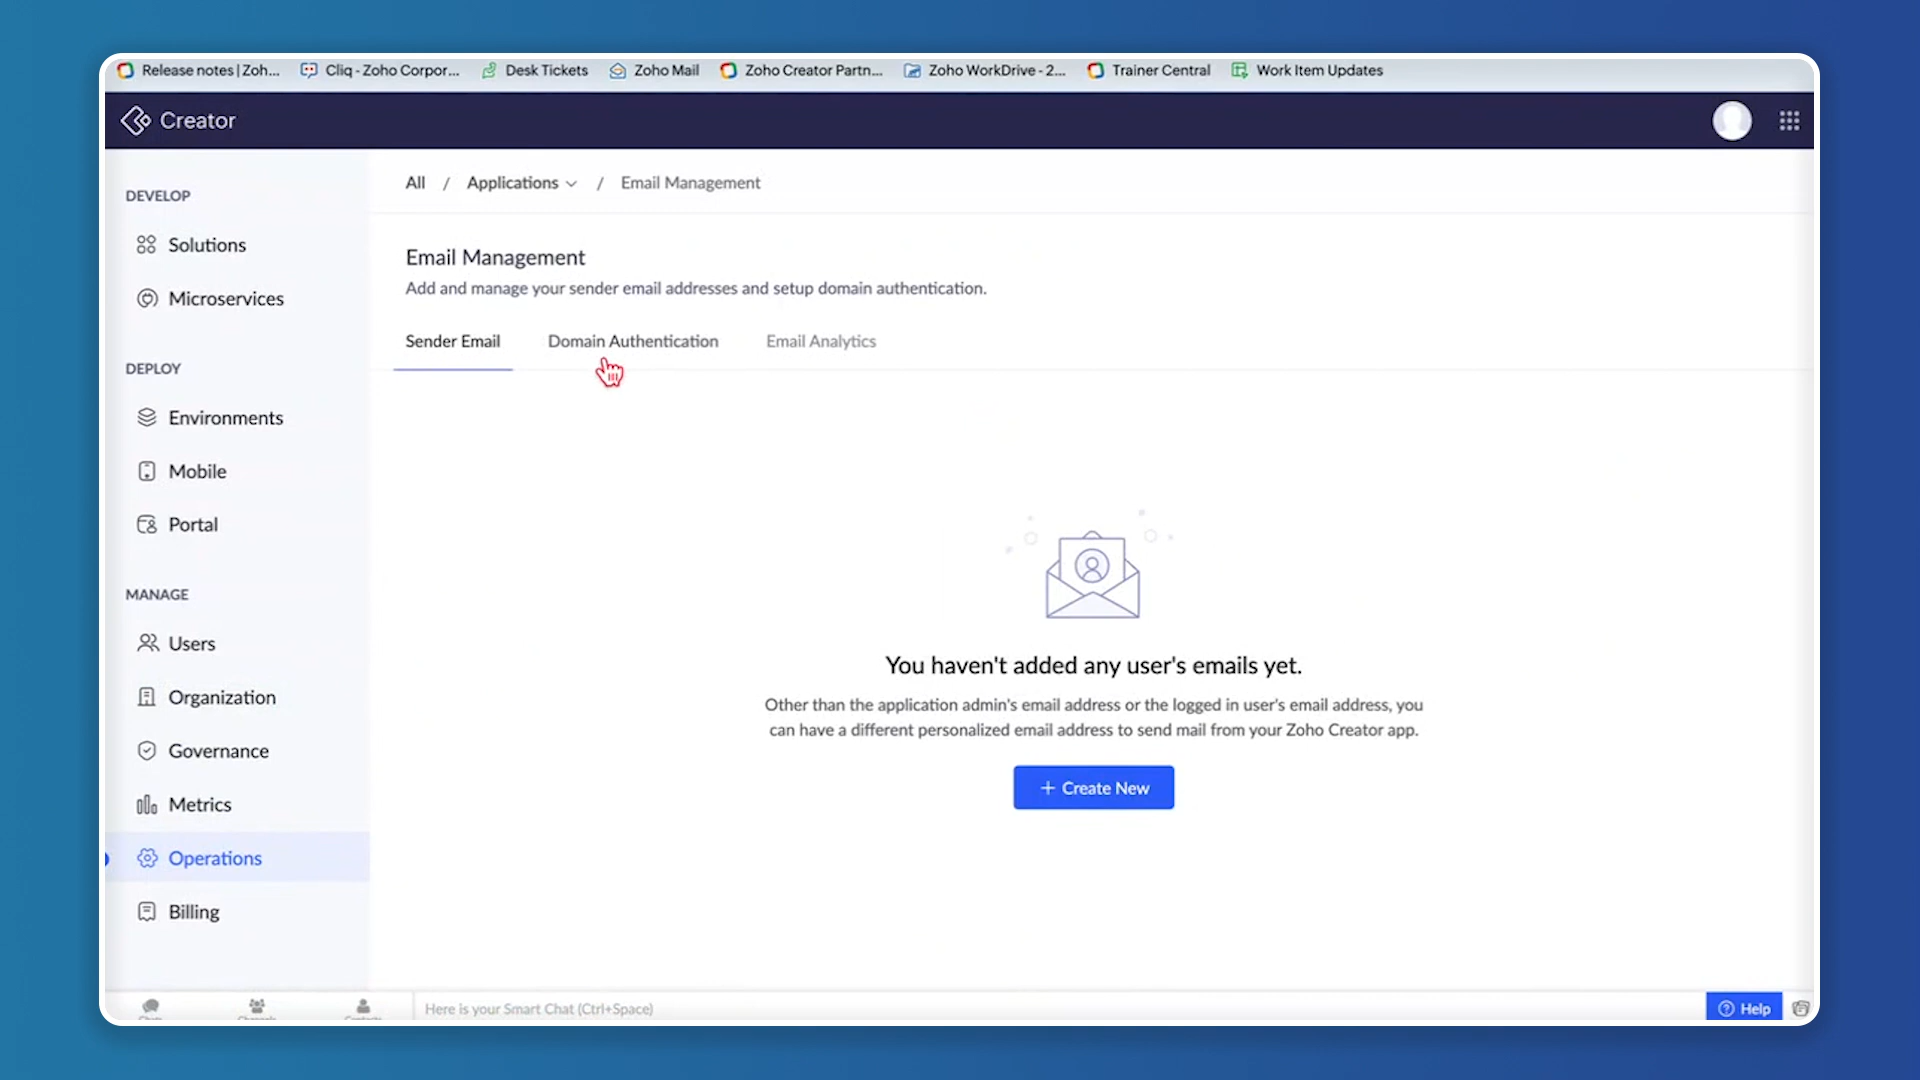 Release notes | Zoh...
Cliq - Zoho Corpor...
Desk Tickets
Zoho Mail
Zoho Creator Partn...
Zoho WorkDrive - 2...
Trainer Central
Work Item Updates
Creator
DEVELOP
Solutions
Microservices
DEPLOY
Environments
Mobile
Portal
MANAGE
Users
Organization
Governance
Metrics
Operations
Billing
All / Applications / Email Management
Email Management
Add and manage your sender email addresses and setup domain authentication.
Sender Email
Domain Authentication
Email Analytics
You haven't added any user's emails yet.
Other than the application admin's email address or the logged in user's email address, you
can have a different personalized email address to send mail from your Zoho Creator app.
+ Create New
Here is your Smart Chat (Ctrl+Space)
Help